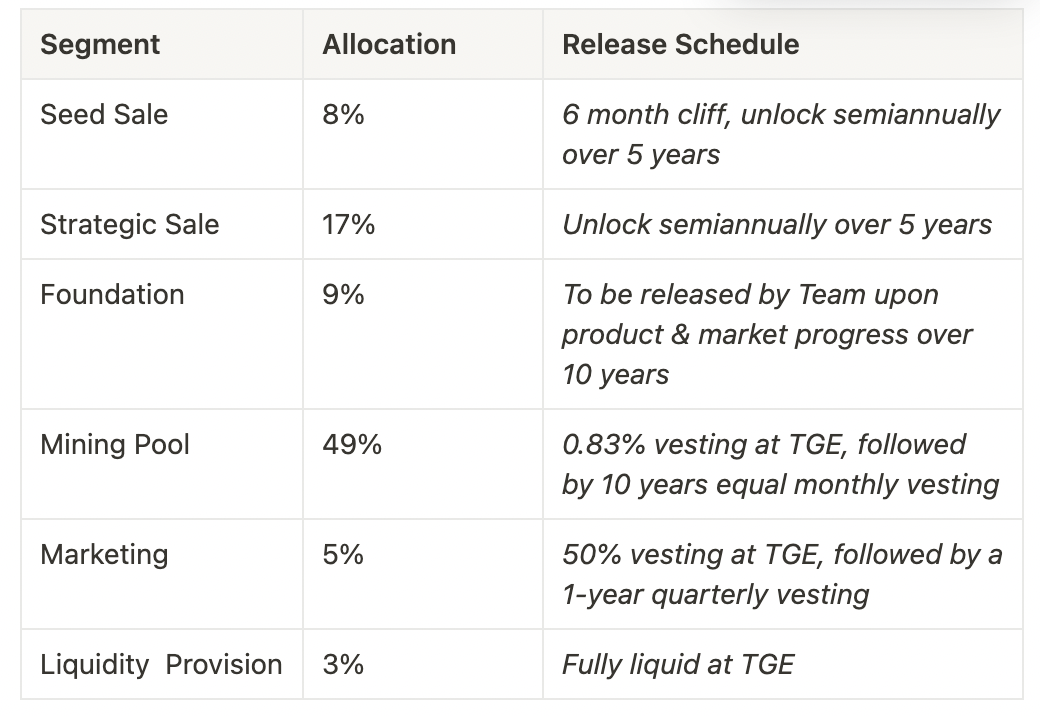 Segment Allocation Release Schedule
Seed Sale 8% 6 month cliff, unlock semiannually
over 5 years
Strategic Sale 17% Unlock semiannually over 5 years
Foundation 9% To be released by Team upon
product & market progress over
10 years
Mining Pool 49% 0.83% vesting at TGE, followed
by 10 years equal monthly vesting
Marketing 5% 50% vesting at TGE, followed by a
1-year quarterly vesting
Liquidity Provision 3% Fully liquid at TGE